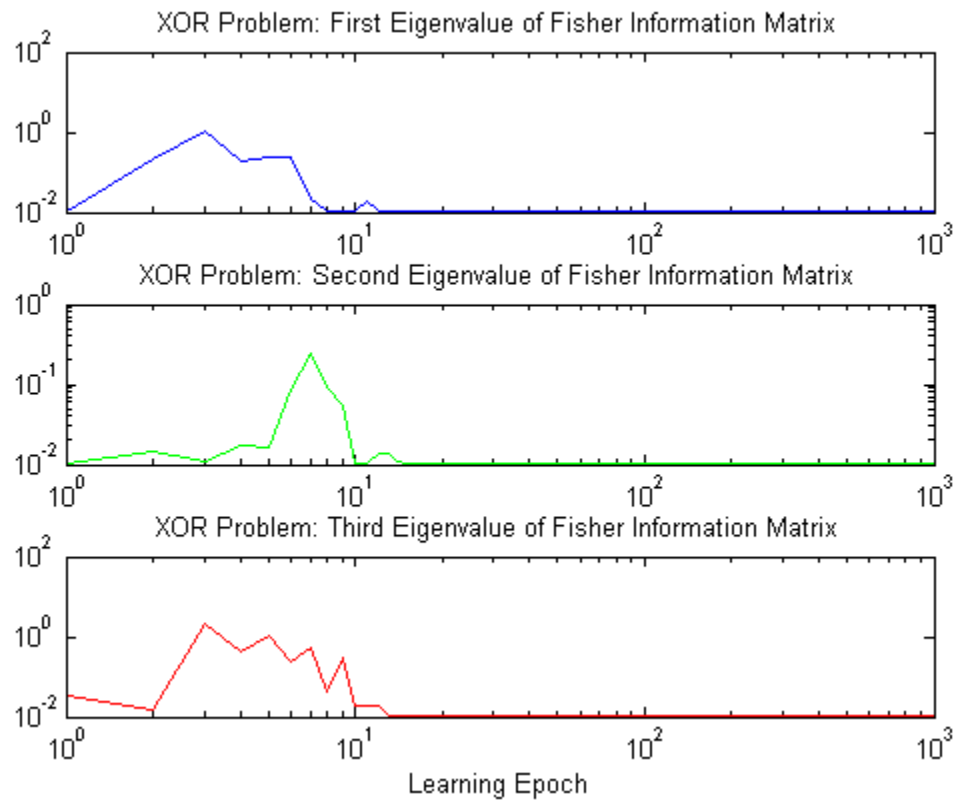 XOR Problem: First Eigenvalue of Fisher Information Matrix
10^2
10^0
10^-2
10^0 10^1 10^2 10^3
XOR Problem: Second Eigenvalue of Fisher Information Matrix
10^0
10^-1
10^-2
10^0 10^1 10^2 10^3
XOR Problem: Third Eigenvalue of Fisher Information Matrix
10^2
10^0
10^-2
10^0 10^1 10^2 10^3
Learning Epoch